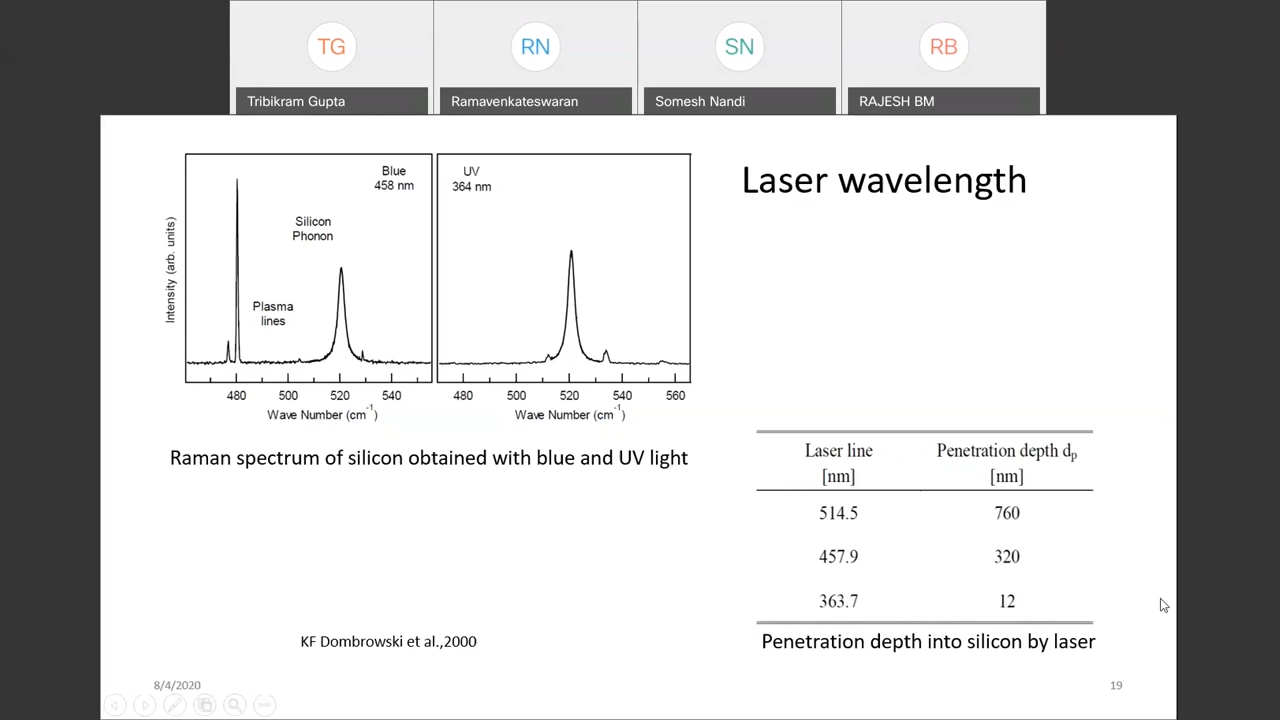 TG
RN
SN
RB
Tribikram Gupta
Ramavenkateswaran
Somesh Nandi
RAJESH BM
Laser wavelength
Blue
458 nm
Silicon
Phonon
Plasma
lines
Intensity (arb. units)
480 500 520 540
Wave Number (cm⁻¹)
UV
364 nm
480 500 520 540 560
Wave Number (cm⁻¹)
Raman spectrum of silicon obtained with blue and UV light
Laser line Penetration depth dₚ
[nm] [nm]
514.5 760
457.9 320
363.7 12
Penetration depth into silicon by laser
KF Dombrowski et al.,2000
8/4/2020
19